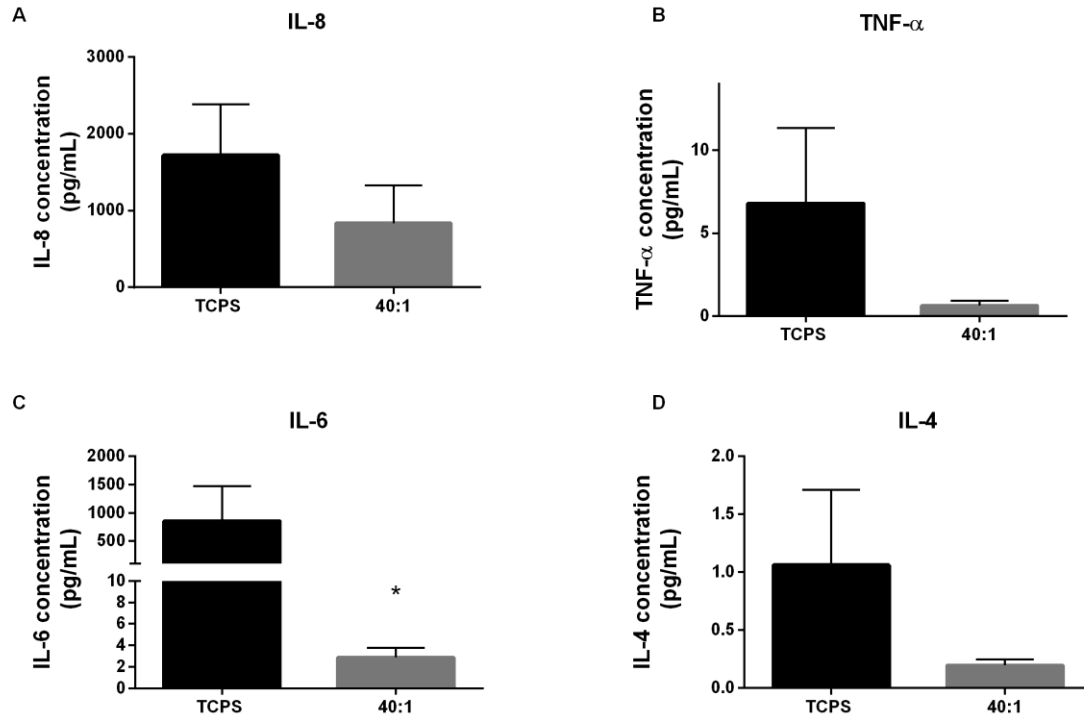 A
IL-8
IL-8 concentration
(pg/mL)
3000
2000
1000
0
TCPS
40:1
B
TNF-α
TNF-α concentration
(pg/mL)
10
5
0
TCPS
40:1
C
IL-6
IL-6 concentration
(pg/mL)
2000
1500
1000
500
10
8
6
4
2
0
*
TCPS
40:1
D
IL-4
IL-4 concentration
(pg/mL)
2.0
1.5
1.0
0.5
0.0
TCPS
40:1